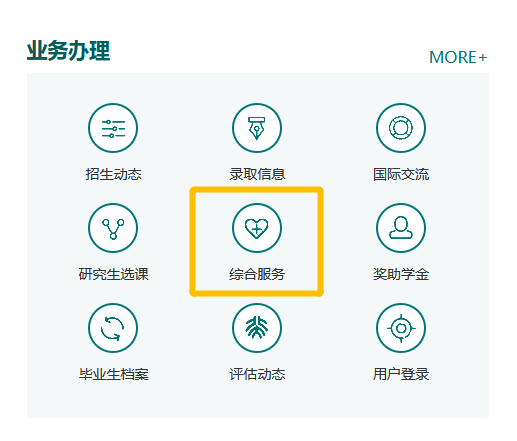 业务办理
MORE+
招生动态 录取信息 国际交流
研究生选课 综合服务 奖助学金
毕业生档案 评估动态 用户登录